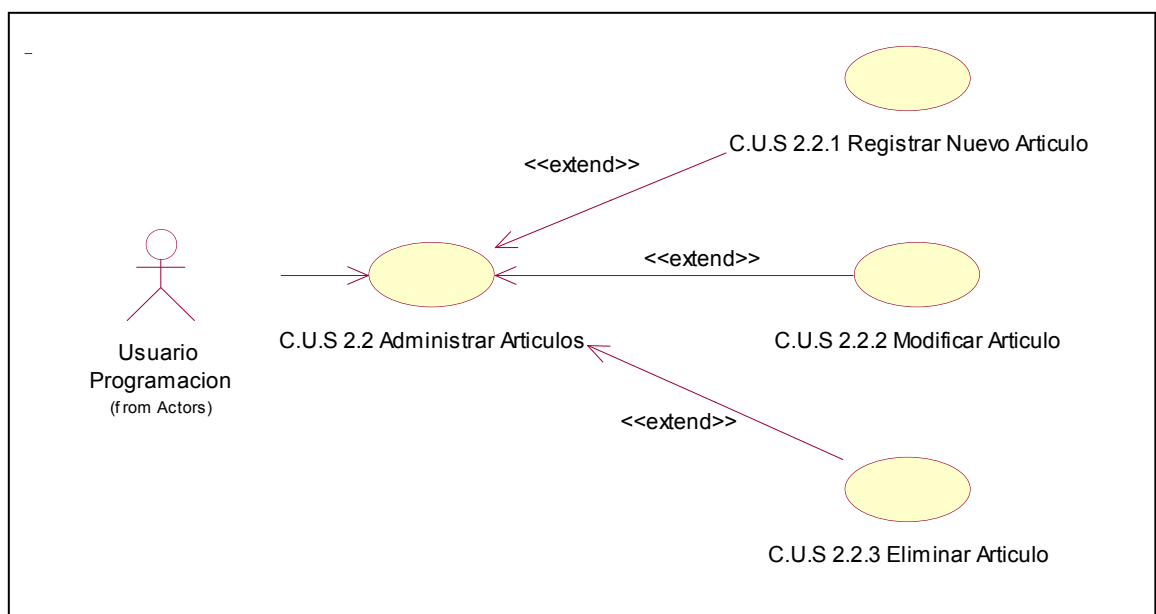 C.U.S 2.2.1 Registrar Nuevo Articulo
<<extend>>
<<extend>>
C.U.S 2.2 Administrar Articulos
C.U.S 2.2.2 Modificar Articulo
Usuario
Programacion
(from Actors)
<<extend>>
C.U.S 2.2.3 Eliminar Articulo